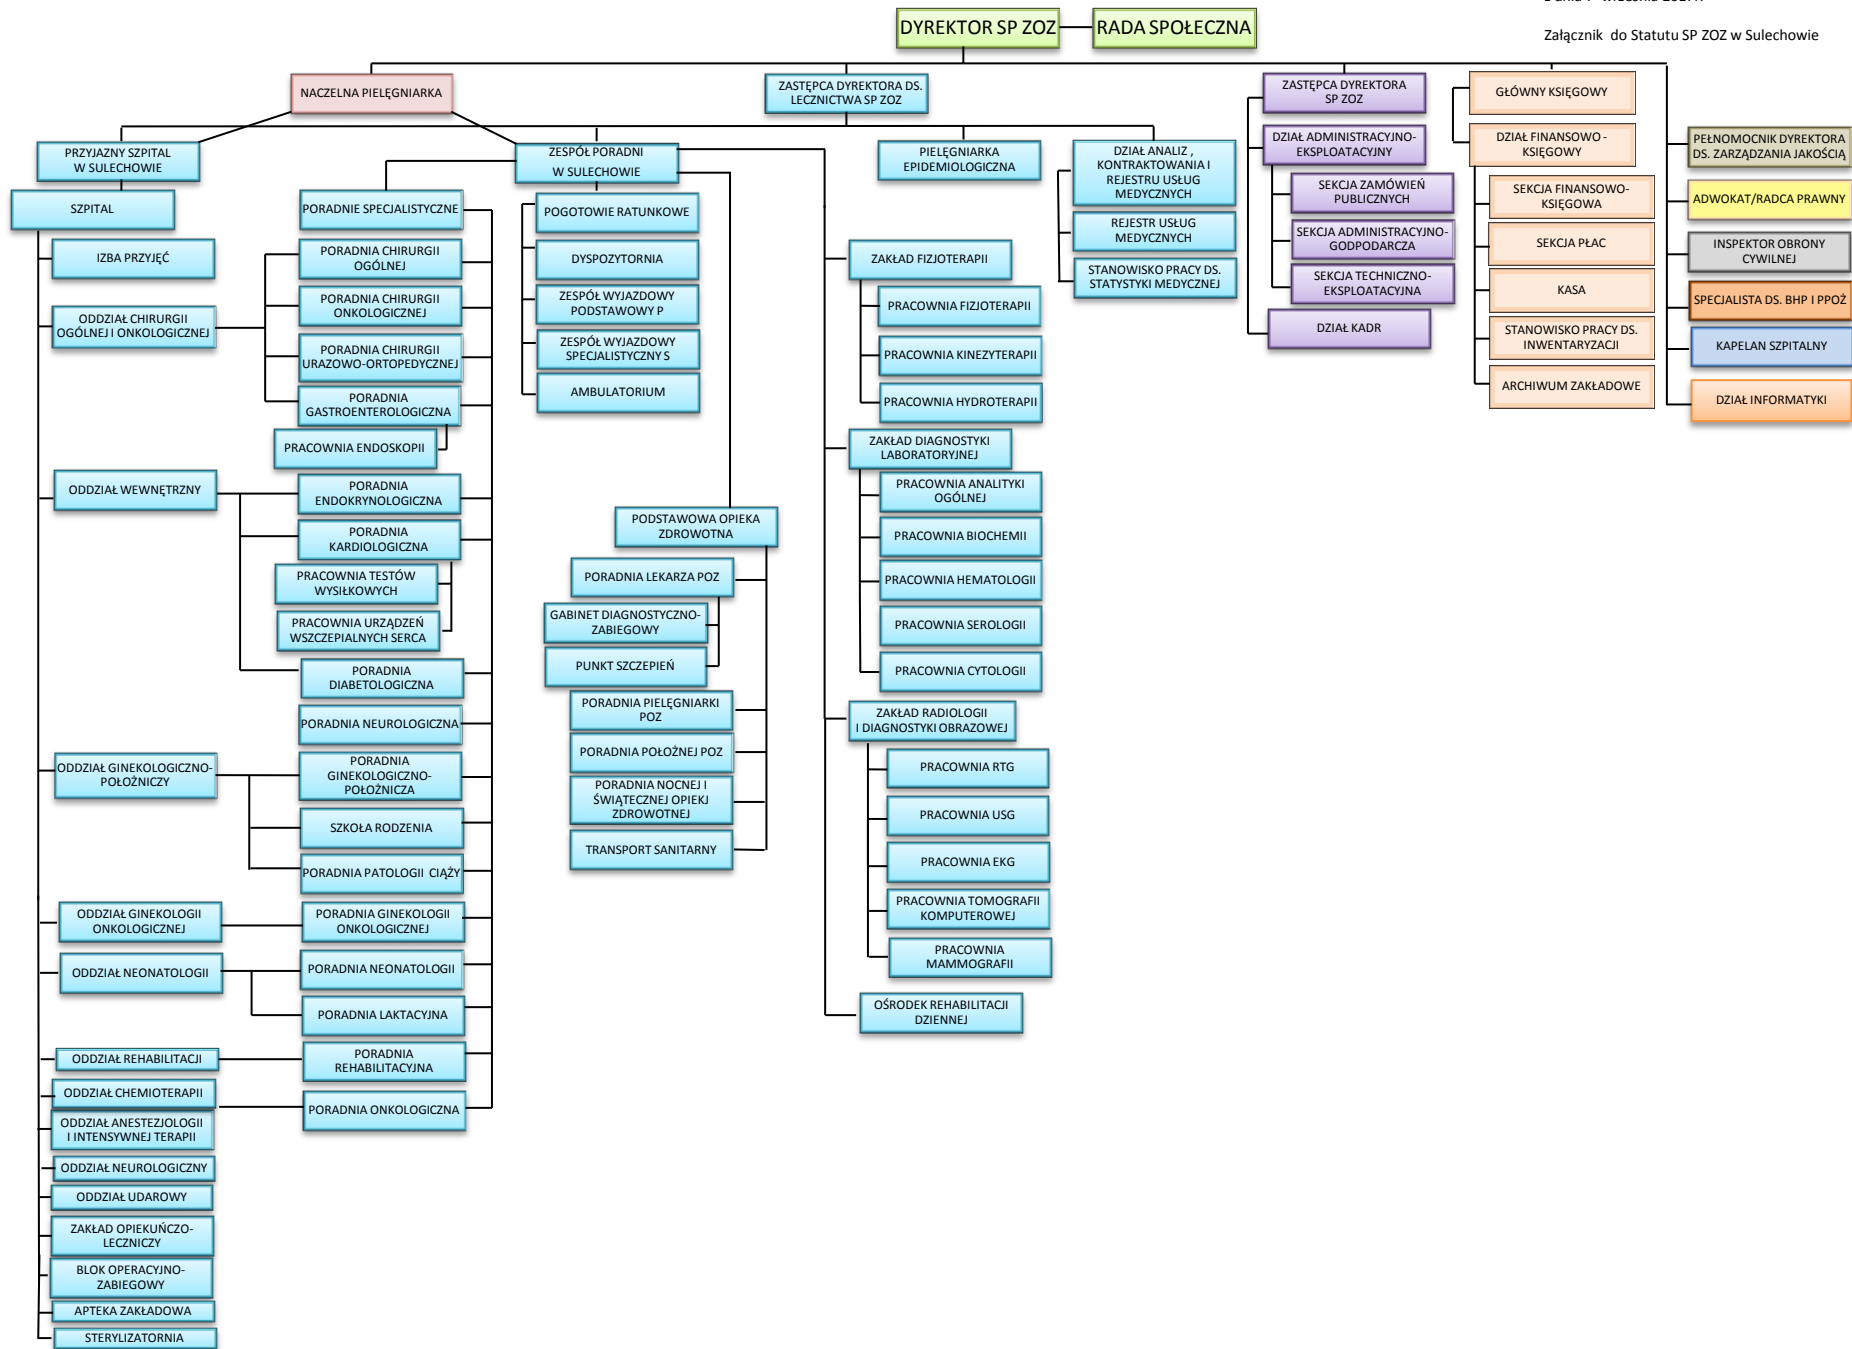 Załącznik do Statutu SP ZOZ w Sulechowie
DYREKTOR SP ZOZ
RADA SPOŁECZNA
NACZELNA PIELĘGNIARKA
ZASTĘPCA DYREKTORA DS.
LECZNICTWA SP ZOZ
ZASTĘPCA DYREKTORA
SP ZOZ
GŁÓWNY KSIĘGOWY
PRZYJAZNY SZPITAL
W SULECHOWIE
SZPITAL
IZBA PRZYJĘĆ
ODDZIAŁ CHIRURGII
OGÓLNEJ I ONKOLOGICZNEJ
ODDZIAŁ WEWNĘTRZNY
ODDZIAŁ GINEKOLOGICZNO-
POŁOŻNICZY
ODDZIAŁ GINEKOLOGII
ONKOLOGICZNEJ
ODDZIAŁ NEONATOLOGII
ODDZIAŁ REHABILITACJI
ODDZIAŁ CHEMIOTERAPII
ODDZIAŁ ANESTEZJOLOGII
I INTENSYWNEJ TERAPII
ODDZIAŁ NEUROLOGICZNY
ODDZIAŁ UDAROWY
ZAKŁAD OPIEKUŃCZO-
LECZNICZY
BLOK OPERACYJNO-
ZABIEGOWY
APTEKA ZAKŁADOWA
STERYLIZATORNIA
ZESPÓŁ PORADNI
W SULECHOWIE
PORADNIE SPECJALISTYCZNE
PORADNIA CHIRURGII
OGÓLNEJ
PORADNIA CHIRURGII
ONKOLOGICZNEJ
PORADNIA CHIRURGII
URAZOWO-ORTOPEDYCZNEJ
PORADNIA
GASTROENTEROLOGICZNA
PRACOWNIA ENDOSKOPII
PORADNIA
ENDOKRYNOLOGICZNA
PORADNIA
KARDIOLOGICZNA
PRACOWNIA TESTÓW
WYSIŁKOWYCH
PRACOWNIA URZĄDZEŃ
WSZCZEPIALNYCH SERCA
PORADNIA
DIABETOLOGICZNA
PORADNIA NEUROLOGICZNA
PORADNIA
GINEKOLOGICZNO-
POŁOŻNICZA
SZKOŁA RODZENIA
PORADNIA PATOLOGII CIĄŻY
PORADNIA GINEKOLOGII
ONKOLOGICZNEJ
PORADNIA NEONATOLOGII
PORADNIA LAKTACYJNA
PORADNIA
REHABILITACYJNA
PORADNIA ONKOLOGICZNA
POGOTOWIE RATUNKOWE
DYSPOZYTORNIA
ZESPÓŁ WYJAZDOWY
PODSTAWOWY P
ZESPÓŁ WYJAZDOWY
SPECJALISTYCZNY S
AMBULATORIUM
PODSTAWOWA OPIEKA
ZDROWOTNA
PORADNIA LEKARZA POZ
GABINET DIAGNOSTYCZNO-
ZABIEGOWY
PUNKT SZCZEPIEŃ
PORADNIA PIELĘGNIARKI
POZ
PORADNIA POŁOŻNEJ POZ
PORADNIA NOCNEJ I
ŚWIĄTECZNEJ OPIEKJ
ZDROWOTNEJ
TRANSPORT SANITARNY
ZAKŁAD FIZJOTERAPII
PRACOWNIA FIZJOTERAPII
PRACOWNIA KINEZYTERAPII
PRACOWNIA HYDROTERAPII
ZAKŁAD DIAGNOSTYKI
LABORATORYJNEJ
PRACOWNIA ANALITYKI
OGÓLNEJ
PRACOWNIA BIOCHEMII
PRACOWNIA HEMATOLOGII
PRACOWNIA SEROLOGII
PRACOWNIA CYTOLOGII
ZAKŁAD RADIOLOGII
I DIAGNOSTYKI OBRAZOWEJ
PRACOWNIA RTG
PRACOWNIA USG
PRACOWNIA EKG
PRACOWNIA TOMOGRAFII
KOMPUTEROWEJ
PRACOWNIA
MAMMOGRAFII
OŚRODEK REHABILITACJI
DZIENNEJ
PIELĘGNIARKA
EPIDEMIOLOGICZNA
DZIAŁ ANALIZ ,
KONTRAKTOWANIA I
REJESTRU USŁUG
MEDYCZNYCH
REJESTR USŁUG
MEDYCZNYCH
STANOWISKO PRACY DS.
STATYSTYKI MEDYCZNEJ
DZIAŁ ADMINISTRACYJNO-
EKSPLOATACYJNY
SEKCJA ZAMÓWIEŃ
PUBLICZNYCH
SEKCJA ADMINISTRACYJNO-
GODPODARCZA
SEKCJA TECHNICZNO-
EKSPLOATACYJNA
DZIAŁ KADR
DZIAŁ FINANSOWO -
KSIĘGOWY
SEKCJA FINANSOWO-
KSIĘGOWA
SEKCJA PŁAC
KASA
STANOWISKO PRACY DS.
INWENTARYZACJI
ARCHIWUM ZAKŁADOWE
PEŁNOMOCNIK DYREKTORA
DS. ZARZĄDZANIA JAKOŚCIĄ
ADWOKAT/RADCA PRAWNY
INSPEKTOR OBRONY
CYWILNEJ
SPECJALISTA DS. BHP I PPOŻ
KAPELAN SZPITALNY
DZIAŁ INFORMATYKI